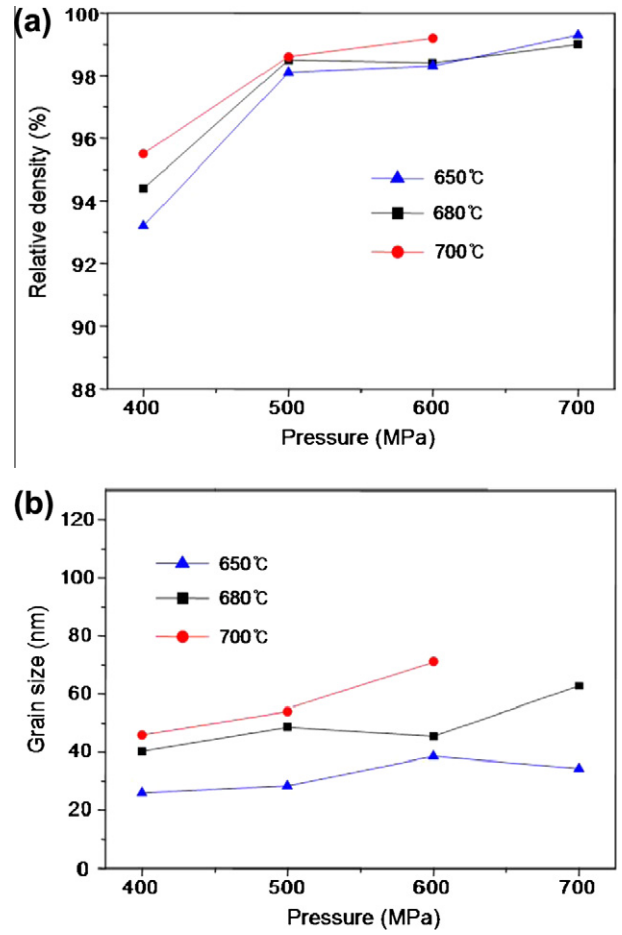 (a)
100
98
96
94
92
90
88
Relative density (%)
650℃
680℃
700℃
400 500 600 700
Pressure (MPa)
(b)
120
100
80
60
40
20
0
Grain size (nm)
650℃
680℃
700℃
400 500 600 700
Pressure (MPa)